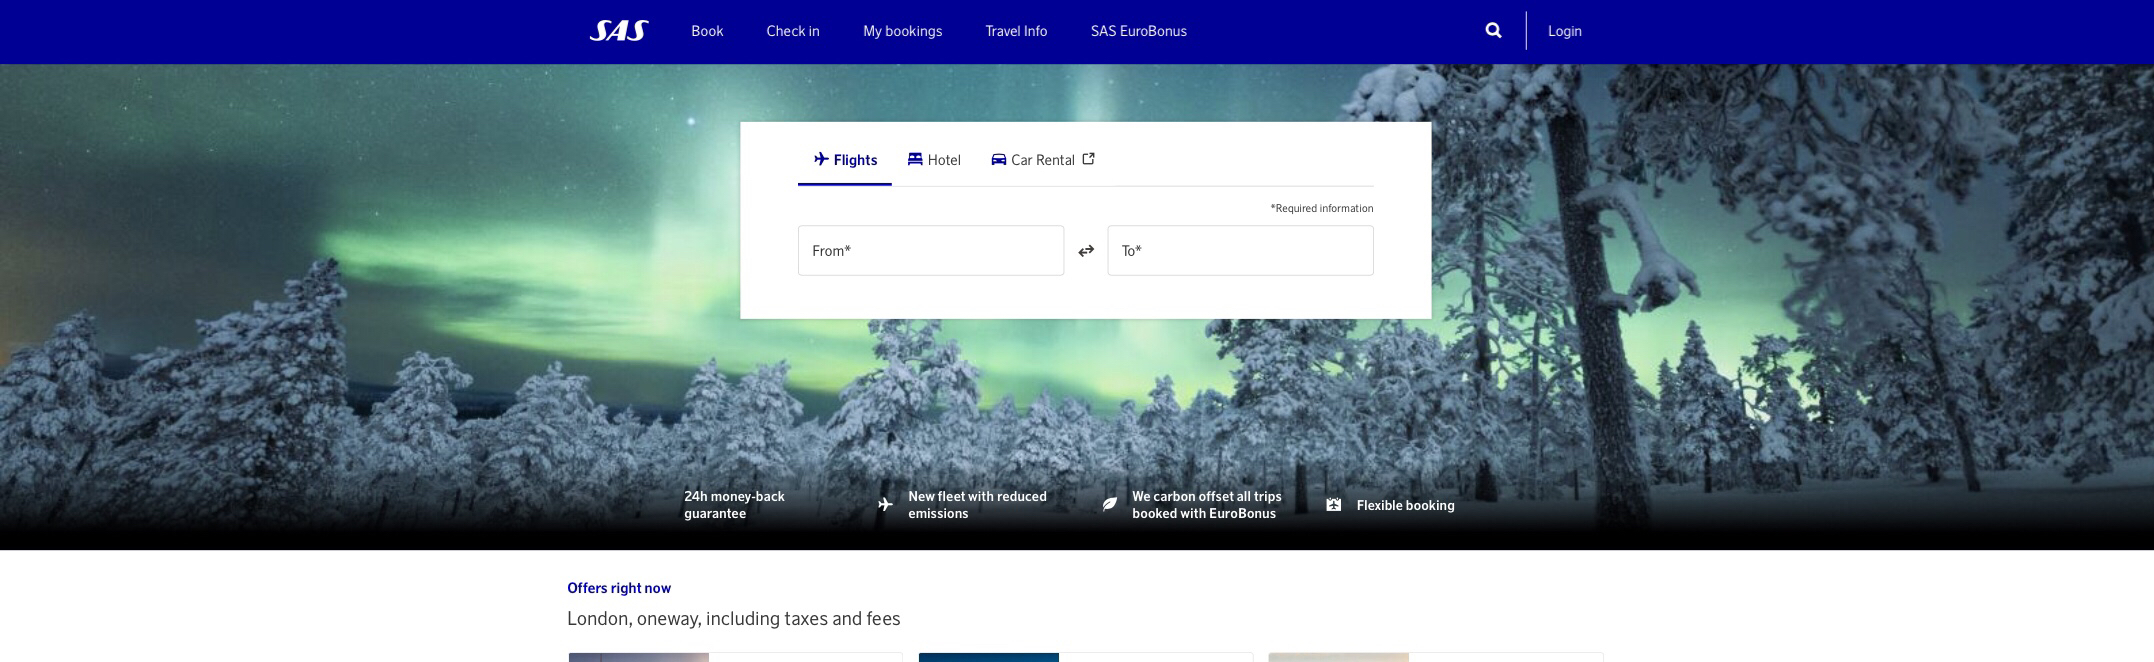 SAS
Book
Check in
My bookings
Travel Info
SAS EuroBonus
Login
Flights
Hotel
Car Rental
*Required information
From*
To*
24h money-back
guarantee
New fleet with reduced
emissions
We carbon offset all trips
booked with EuroBonus
Flexible booking
Offers right now
London, oneway, including taxes and fees